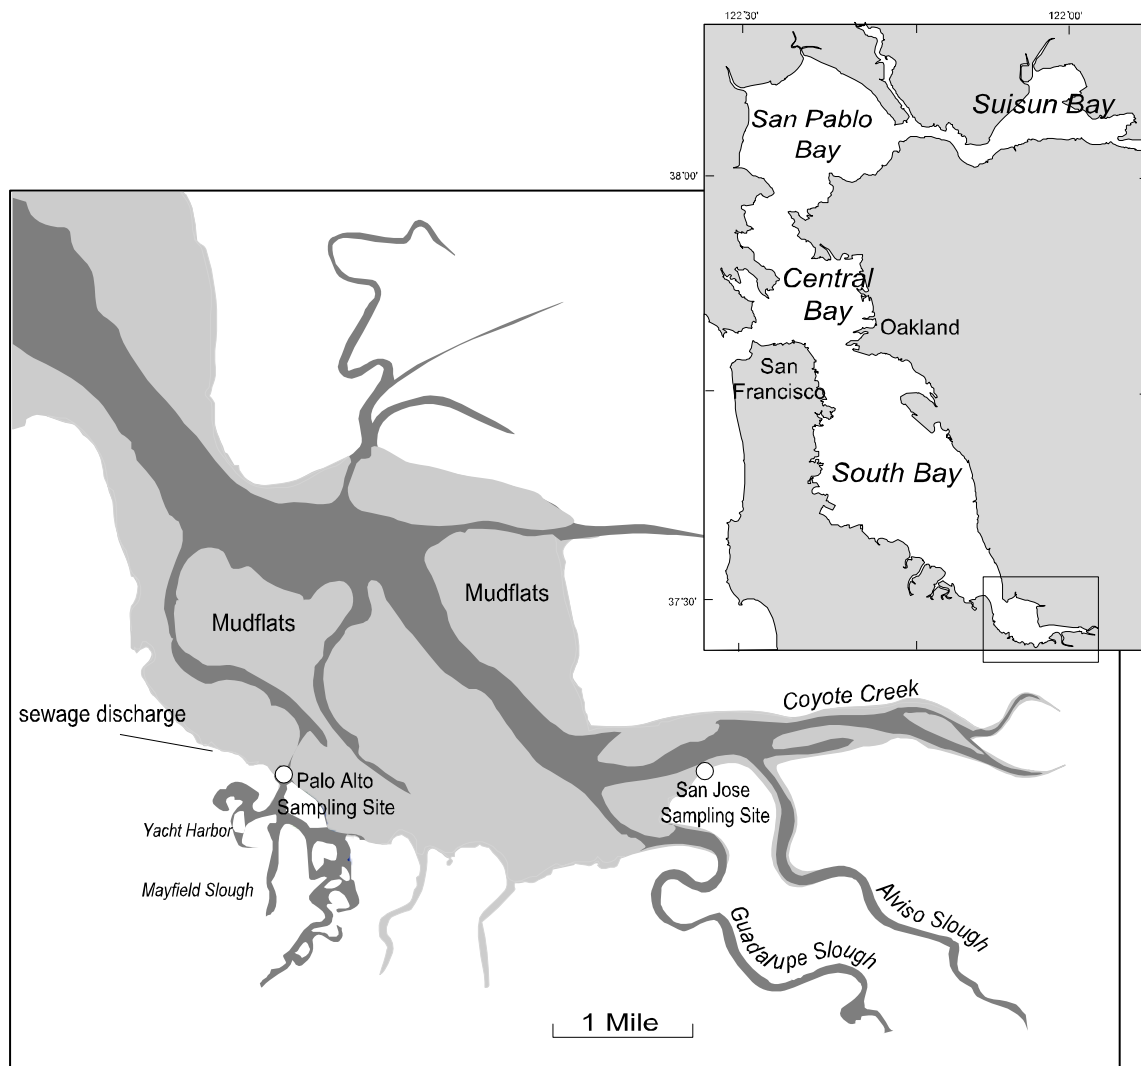 122°30'
122°00'
Suisun Bay
San Pablo
Bay
38°00'
Central
Bay
Oakland
San
Francisco
South Bay
37°30'
Mudflats
Mudflats
Coyote Creek
sewage discharge
Palo Alto
Sampling Site
San Jose
Sampling Site
Yacht Harbor
Mayfield Slough
Alviso Slough
Guadalupe Slough
1 Mile